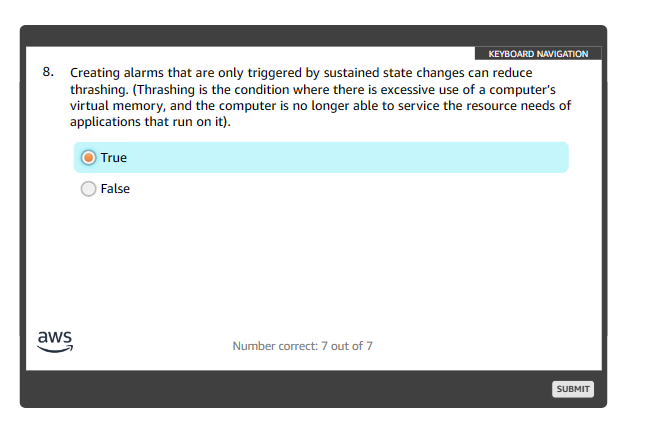 KEYBOARD NAVIGATION
8. Creating alarms that are only triggered by sustained state changes can reduce
thrashing. (Thrashing is the condition where there is excessive use of a computer's
virtual memory, and the computer is no longer able to service the resource needs of
applications that run on it).
True
False
aws
Number correct: 7 out of 7
SUBMIT